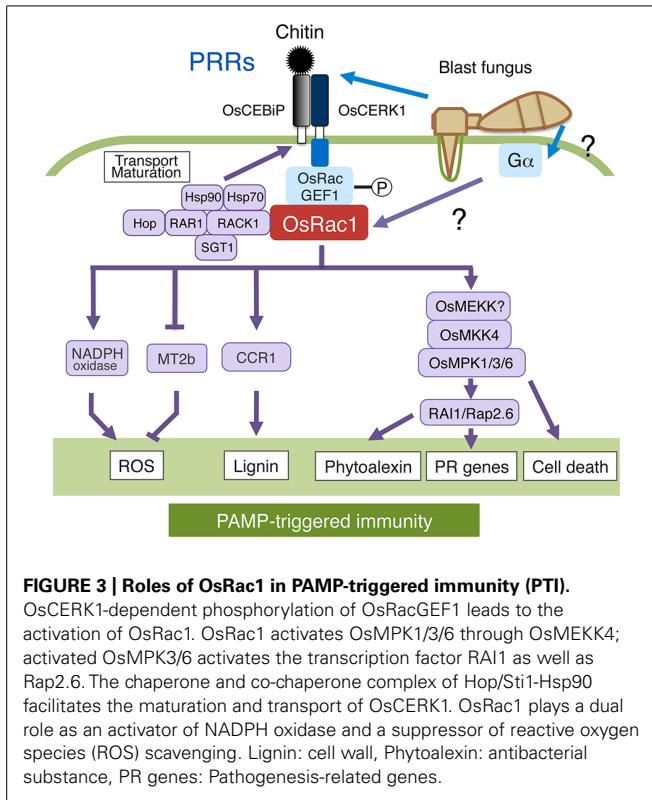 Chitin
PRRs
Blast fungus
OsCEBiP
OsCERK1
?
Gα
Transport
Maturation
OsRac
GEF1
P
Hsp90
Hsp70
Hop
RAR1
RACK1
OsRac1
?
SGT1
OsMEKK?
OsMKK4
OsMPK1/3/6
NADPH
oxidase
MT2b
CCR1
RAI1/Rap2.6
ROS
Lignin
Phytoalexin
PR genes
Cell death
PAMP-triggered immunity
FIGURE 3 | Roles of OsRac1 in PAMP-triggered immunity (PTI).
OsCERK1-dependent phosphorylation of OsRacGEF1 leads to the
activation of OsRac1. OsRac1 activates OsMPK1/3/6 through OsMEKK4;
activated OsMPK3/6 activates the transcription factor RAI1 as well as
Rap2.6. The chaperone and co-chaperone complex of Hop/Sti1-Hsp90
facilitates the maturation and transport of OsCERK1. OsRac1 plays a dual
role as an activator of NADPH oxidase and a suppressor of reactive oxygen
species (ROS) scavenging. Lignin: cell wall, Phytoalexin: antibacterial
substance, PR genes: Pathogenesis-related genes.